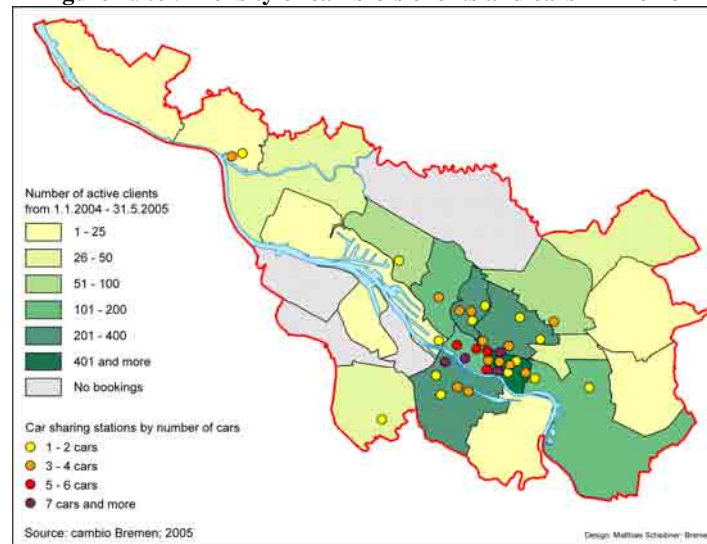 Number of active clients
from 1.1.2004 - 31.5.2005
1 - 25
26 - 50
51 - 100
101 - 200
201 - 400
401 and more
No bookings
Car sharing stations by number of cars
1 - 2 cars
3 - 4 cars
5 - 6 cars
7 cars and more
Source: cambio Bremen; 2005
Design: Matthias